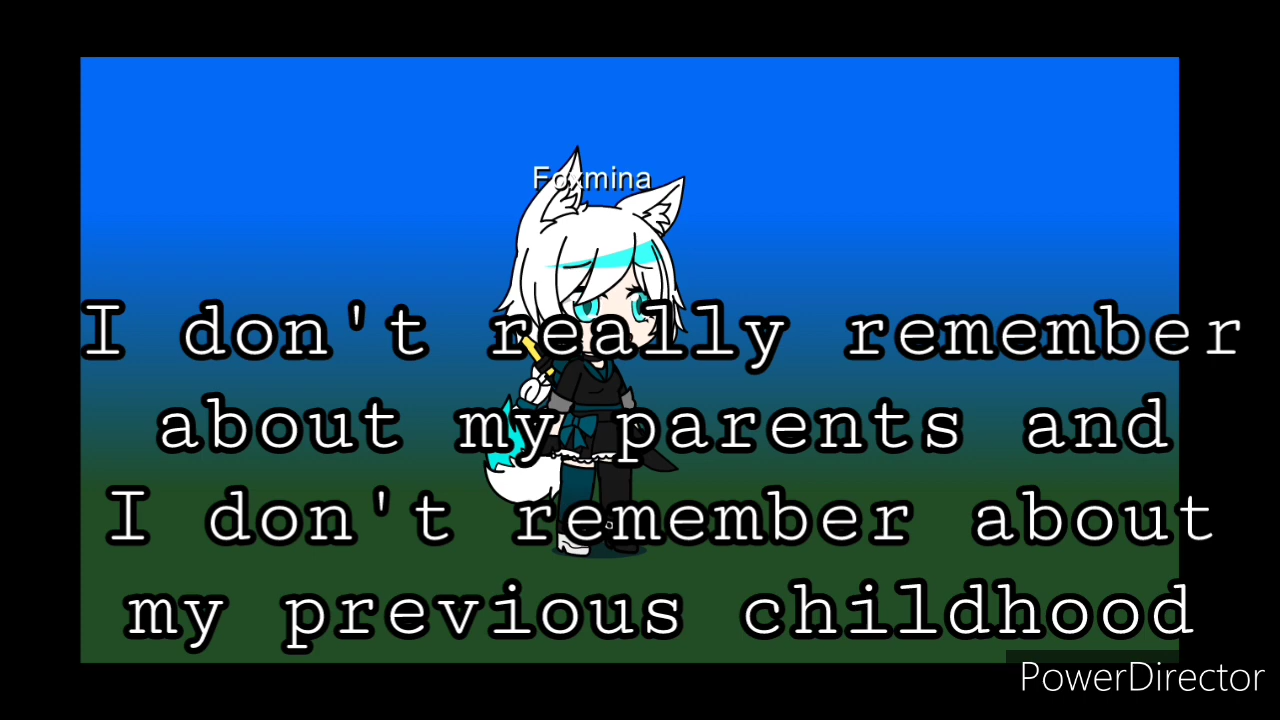 Foxmina
I don't really remember
about my parents and
I don't remember about
my previous childhood
PowerDirector